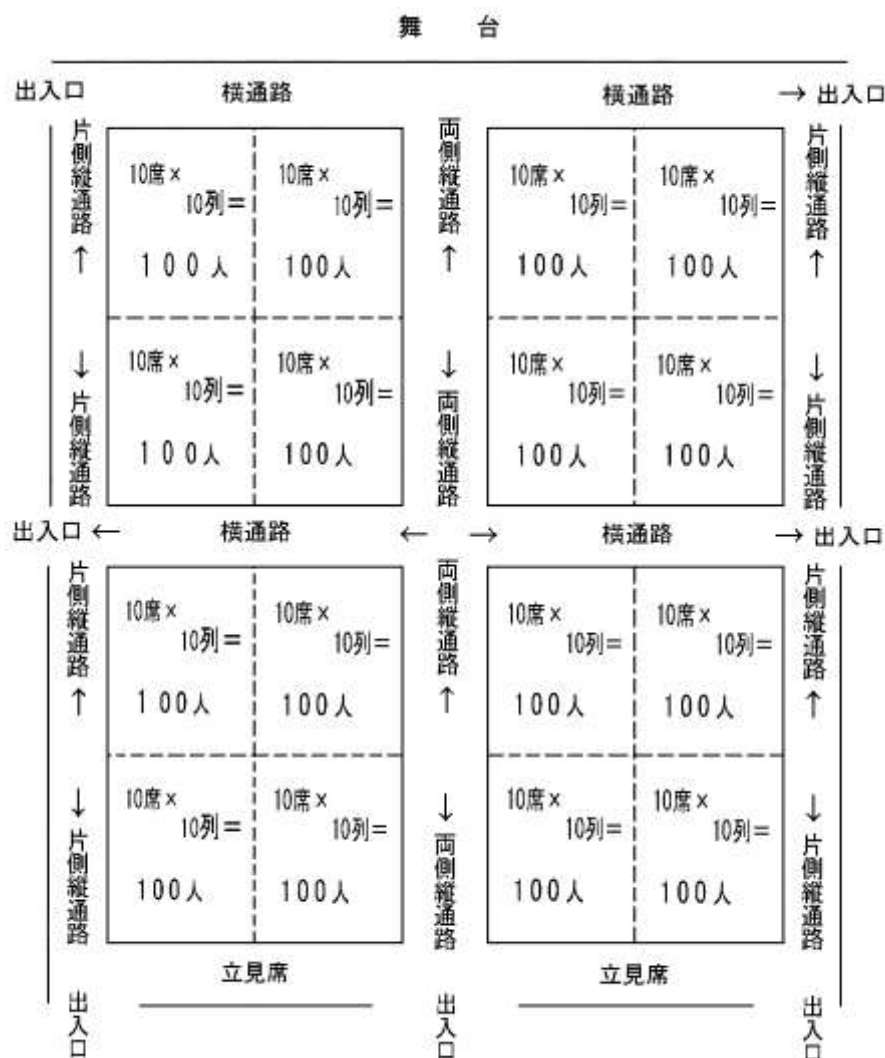 舞台
出入口 横通路 横通路 → 出入口
片側縦通路 ↑ 両側縦通路 ↑ 片側縦通路 ↑
10席× 10席× 10席× 10席×
10列= 10列= 10列= 10列=
100人 100人 100人 100人
↓ 片側縦通路 ↓ 両側縦通路 ↓ 片側縦通路
10席× 10席× 10席× 10席×
10列= 10列= 10列= 10列=
100人 100人 100人 100人
出入口 ← 横通路 ← → 横通路 → 出入口
片側縦通路 ↑ 両側縦通路 ↑ 片側縦通路 ↑
10席× 10席× 10席× 10席×
10列= 10列= 10列= 10列=
100人 100人 100人 100人
↓ 片側縦通路 ↓ 両側縦通路 ↓ 片側縦通路
10席× 10席× 10席× 10席×
10列= 10列= 10列= 10列=
100人 100人 100人 100人
立見席 立見席
出入口 出入口 出入口